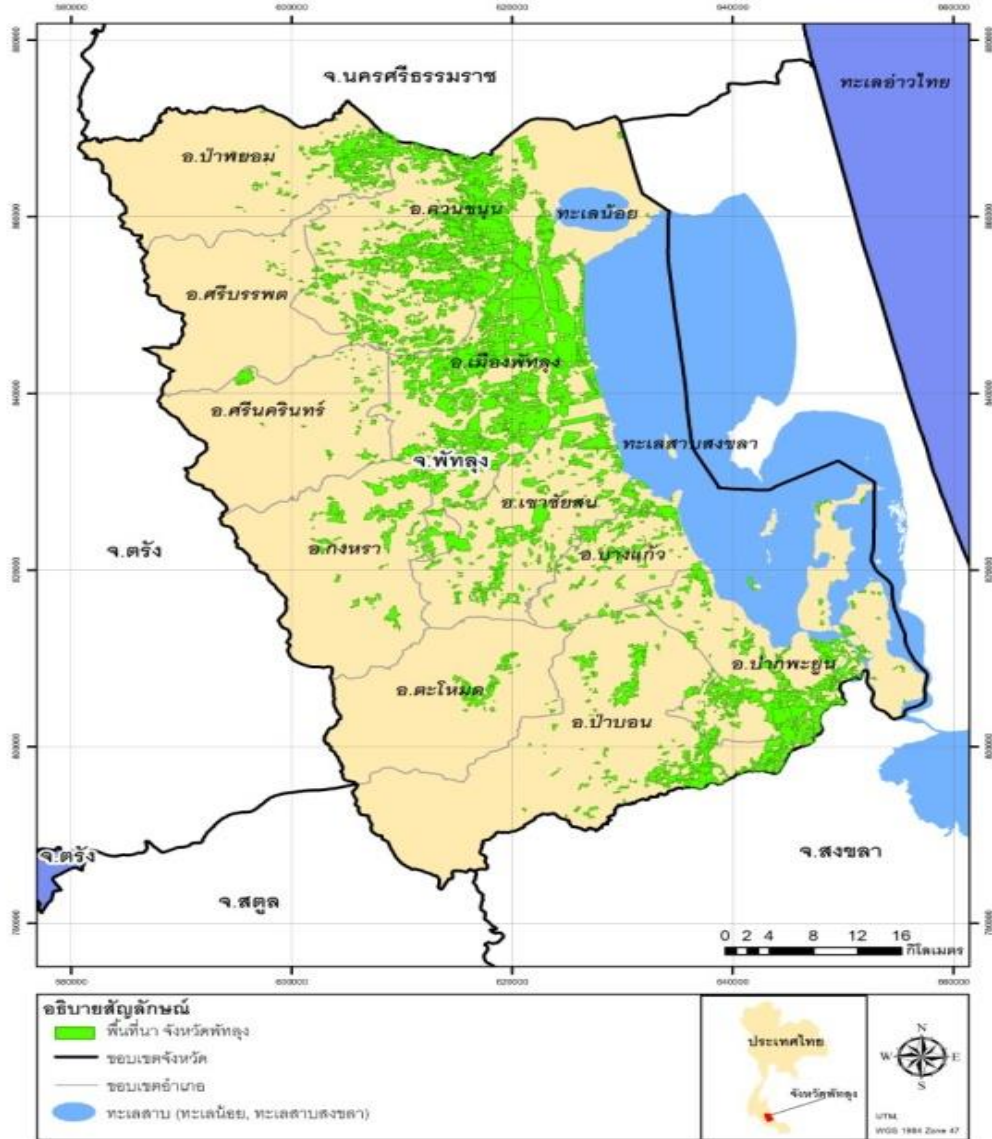 580000 600000 620000 640000 660000
จ.นครศรีธรรมราช
ทะเลอ่าวไทย
อ.ป่าพยอม
อ.ควนขนุน
ทะเลน้อย
อ.ศรีบรรพต
อ.เมืองพัทลุง
อ.ศรีนครินทร์
ทะเลสาบสงขลา
จ.พัทลุง
อ.เขาชัยสน
จ.ตรัง
อ.กงหรา
อ.บางแก้ว
อ.ปากพะยูน
อ.ตะโหมด
อ.ป่าบอน
จ.ตรัง
จ.สงขลา
จ.สตูล
0 2 4 8 12 16
กิโลเมตร
580000 600000 620000 640000 660000
อธิบายสัญลักษณ์
พื้นที่นา จังหวัดพัทลุง
ขอบเขตจังหวัด
ขอบเขตอำเภอ
ทะเลสาบ (ทะเลน้อย, ทะเลสาบสงขลา)
ประเทศไทย
จังหวัดพัทลุง
N
W E
S
UTM,
WGS 1984 Zone 47